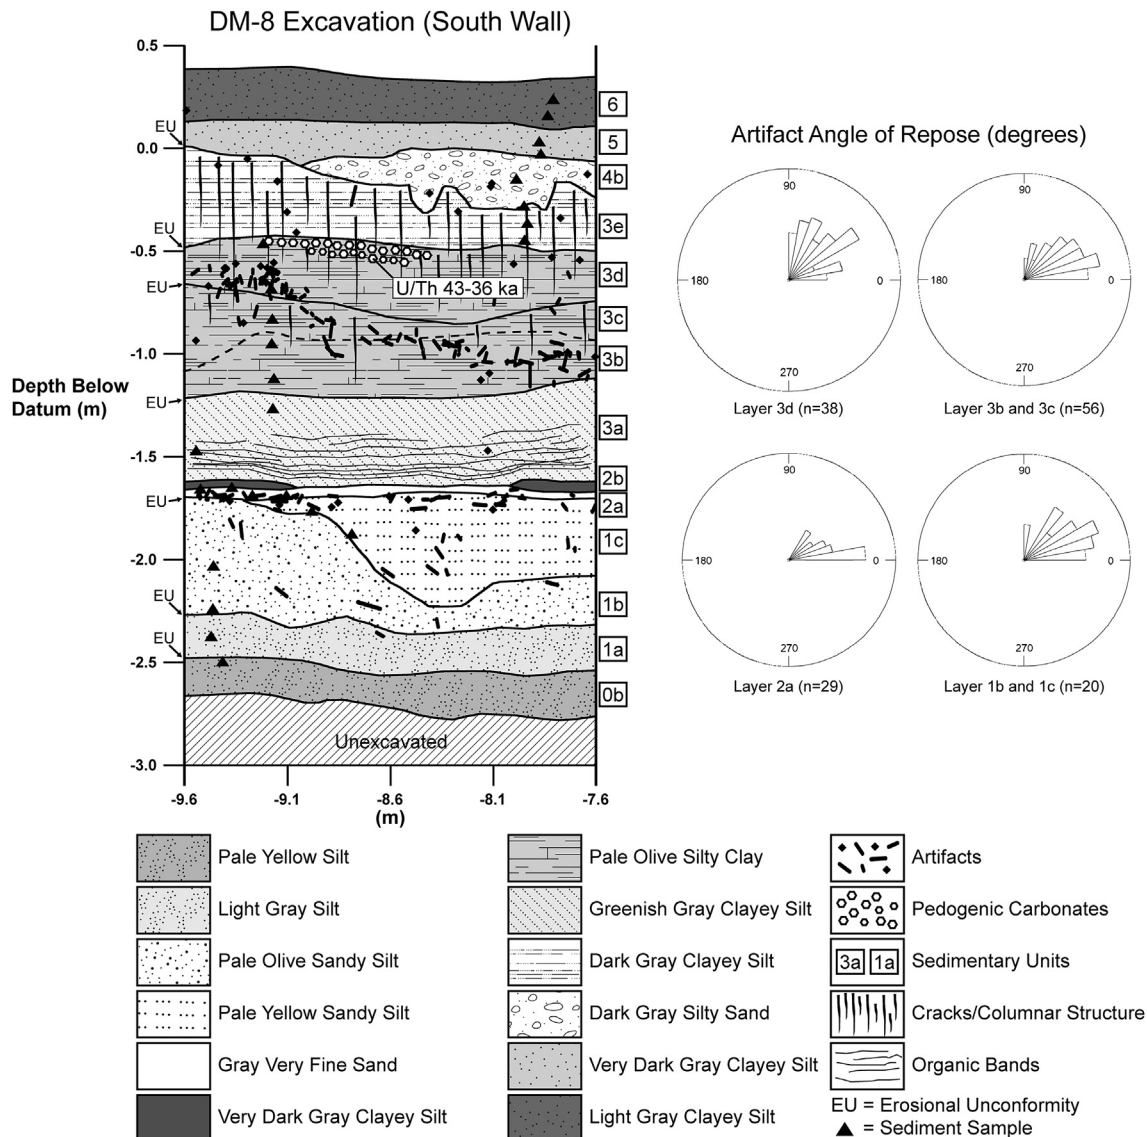 DM-8 Excavation (South Wall)
0.5
0.0
-0.5
-1.0
-1.5
-2.0
-2.5
-3.0
Depth Below
Datum (m)
EU
EU
EU
EU
EU
EU
EU
6
5
4b
3e
3d
3c
3b
3a
2b
2a
1c
1b
1a
0b
U/Th 43-36 ka
Unexcavated
-9.6
-9.1
-8.6
-8.1
-7.6
(m)
Artifact Angle of Repose (degrees)
90
180
0
270
Layer 3d (n=38)
90
180
0
270
Layer 3b and 3c (n=56)
90
180
0
270
Layer 2a (n=29)
90
180
0
270
Layer 1b and 1c (n=20)
Pale Yellow Silt
Light Gray Silt
Pale Olive Sandy Silt
Pale Yellow Sandy Silt
Gray Very Fine Sand
Very Dark Gray Clayey Silt
Pale Olive Silty Clay
Greenish Gray Clayey Silt
Dark Gray Clayey Silt
Dark Gray Silty Sand
Very Dark Gray Clayey Silt
Light Gray Clayey Silt
Artifacts
Pedogenic Carbonates
3a 1a Sedimentary Units
Cracks/Columnar Structure
Organic Bands
EU = Erosional Unconformity
= Sediment Sample